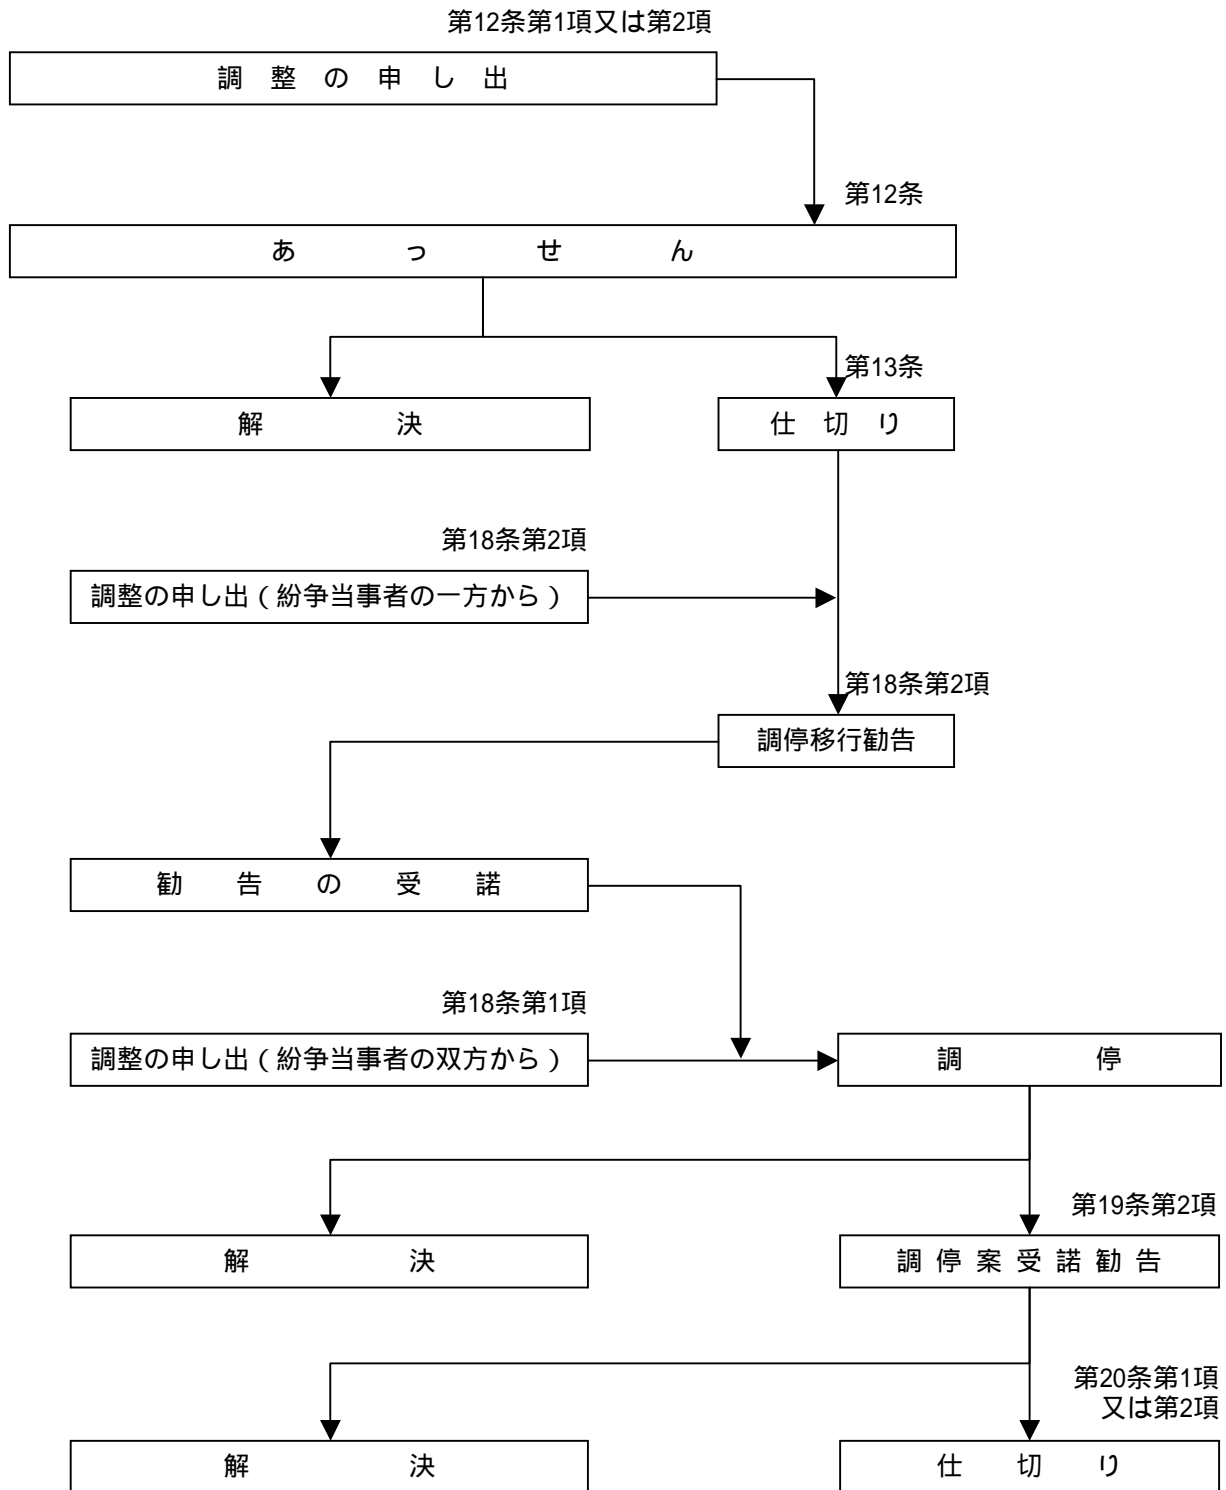 第12条第1項又は第2項
調整の申し出
第12条
あっせん
第13条
解決
仕切り
第18条第2項
調整の申し出(紛争当事者の一方から)
第18条第2項
調停移行勧告
勧告の受諾
第18条第1項
調整の申し出(紛争当事者の双方から)
調停
第19条第2項
解決
調停案受諾勧告
第20条第1項
又は第2項
解決
仕切り